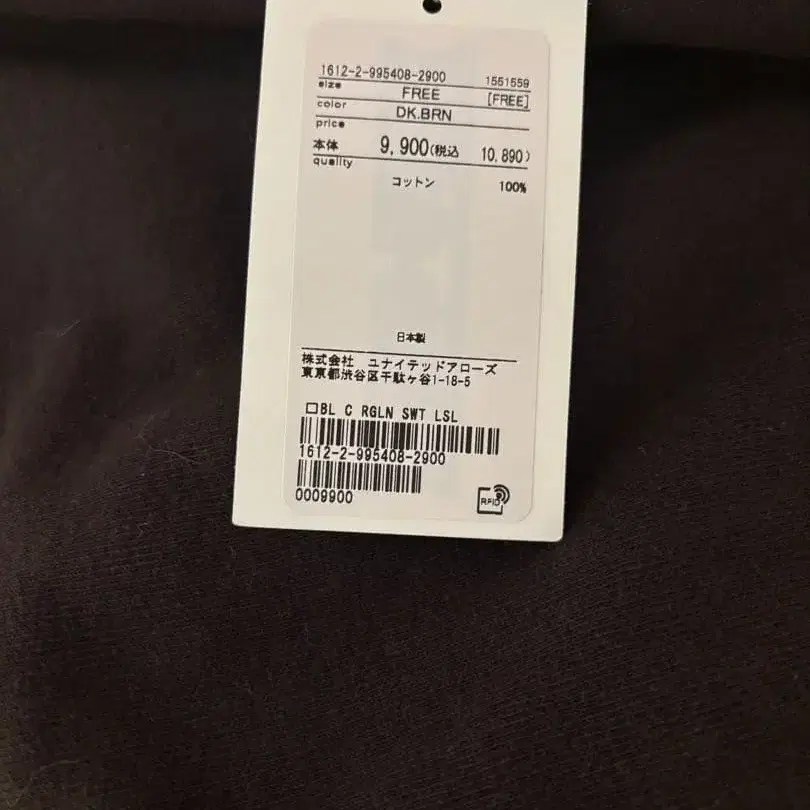 1612-2-995408-2900 1551559
size FREE [FREE]
color DK.BRN
price
本体 9,900(税込 10,890)
quality
コットン 100%
日本製
株式会社 ユナイテッドアローズ
東京都渋谷区千駄ヶ谷1-18-5
□BL C RGLN SWT LSL
1612-2-995408-2900
0009900
RFID